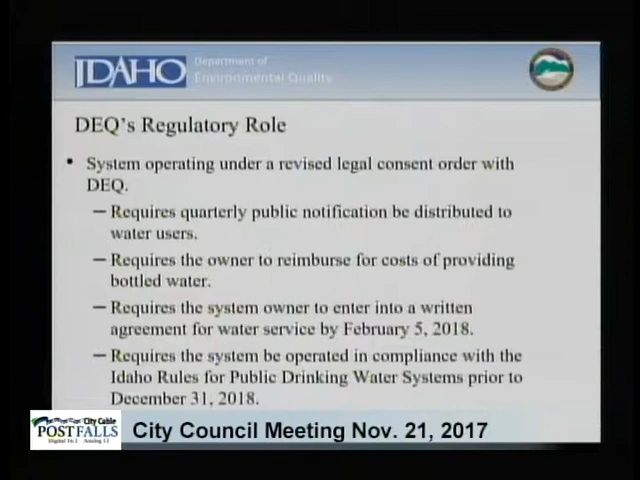 IDAHO
Department of
Environmental Quality
DEQ's Regulatory Role
• System operating under a revised legal consent order with
DEQ.
– Requires quarterly public notification be distributed to
water users.
– Requires the owner to reimburse for costs of providing
bottled water.
– Requires the system owner to enter into a written
agreement for water service by February 5, 2018.
– Requires the system be operated in compliance with the
Idaho Rules for Public Drinking Water Systems prior to
December 31, 2018.
City Cable
POST FALLS
City Council Meeting Nov. 21, 2017